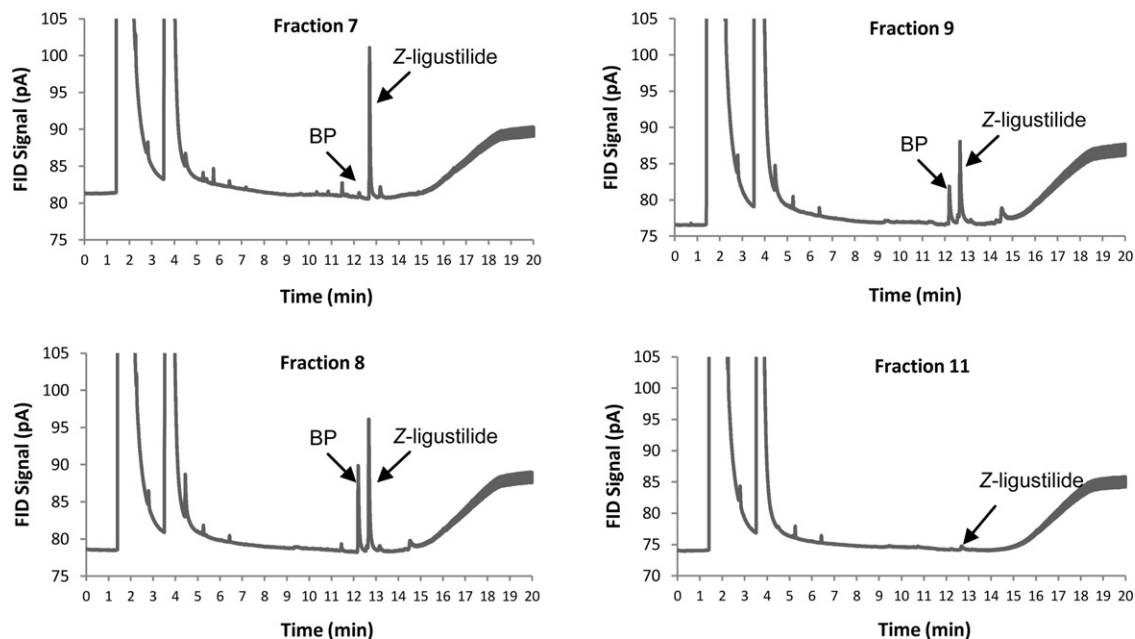 Fraction 7
FID Signal (pA)
105
100
95
90
85
80
75
BP
Z-ligustilide
0 1 2 3 4 5 6 7 8 9 10 11 12 13 14 15 16 17 18 19 20
Time (min)
Fraction 9
FID Signal (pA)
105
100
95
90
85
80
75
BP
Z-ligustilide
0 1 2 3 4 5 6 7 8 9 10 11 12 13 14 15 16 17 18 19 20
Time (min)
Fraction 8
FID Signal (pA)
105
100
95
90
85
80
75
BP
Z-ligustilide
0 1 2 3 4 5 6 7 8 9 10 11 12 13 14 15 16 17 18 19 20
Time (min)
Fraction 11
FID Signal (pA)
105
100
95
90
85
80
75
70
Z-ligustilide
0 1 2 3 4 5 6 7 8 9 10 11 12 13 14 15 16 17 18 19 20
Time (min)